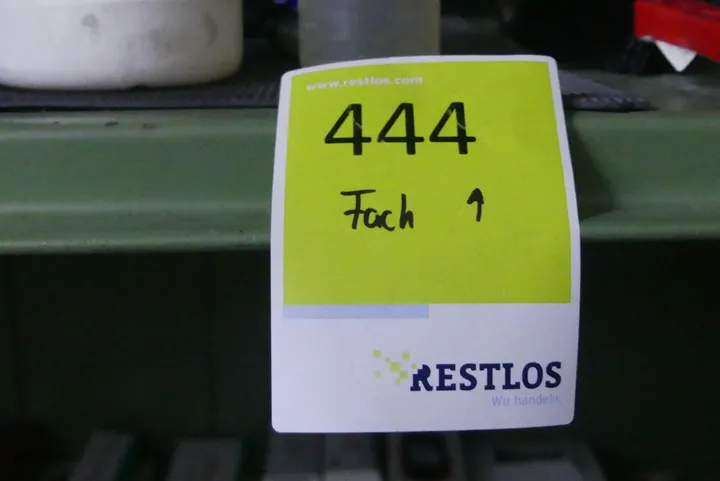 www.restlos.com
444
Fach ↑
RESTLOS
Wir handeln.